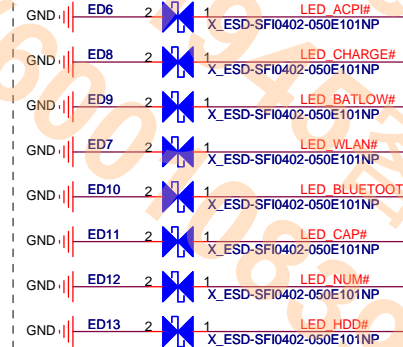 GND ED6 2 1 LED_ACPI#
X_ESD-SFI0402-050E101NP
GND ED8 2 1 LED_CHARGE#
X_ESD-SFI0402-050E101NP
GND ED9 2 1 LED_BATLOW#
X_ESD-SFI0402-050E101NP
GND ED7 2 1 LED_WLAN#
X_ESD-SFI0402-050E101NP
GND ED10 2 1 LED_BLUETOOT
X_ESD-SFI0402-050E101NP
GND ED11 2 1 LED_CAP#
X_ESD-SFI0402-050E101NP
GND ED12 2 1 LED_NUM#
X_ESD-SFI0402-050E101NP
GND ED13 2 1 LED_HDD#
X_ESD-SFI0402-050E101NP